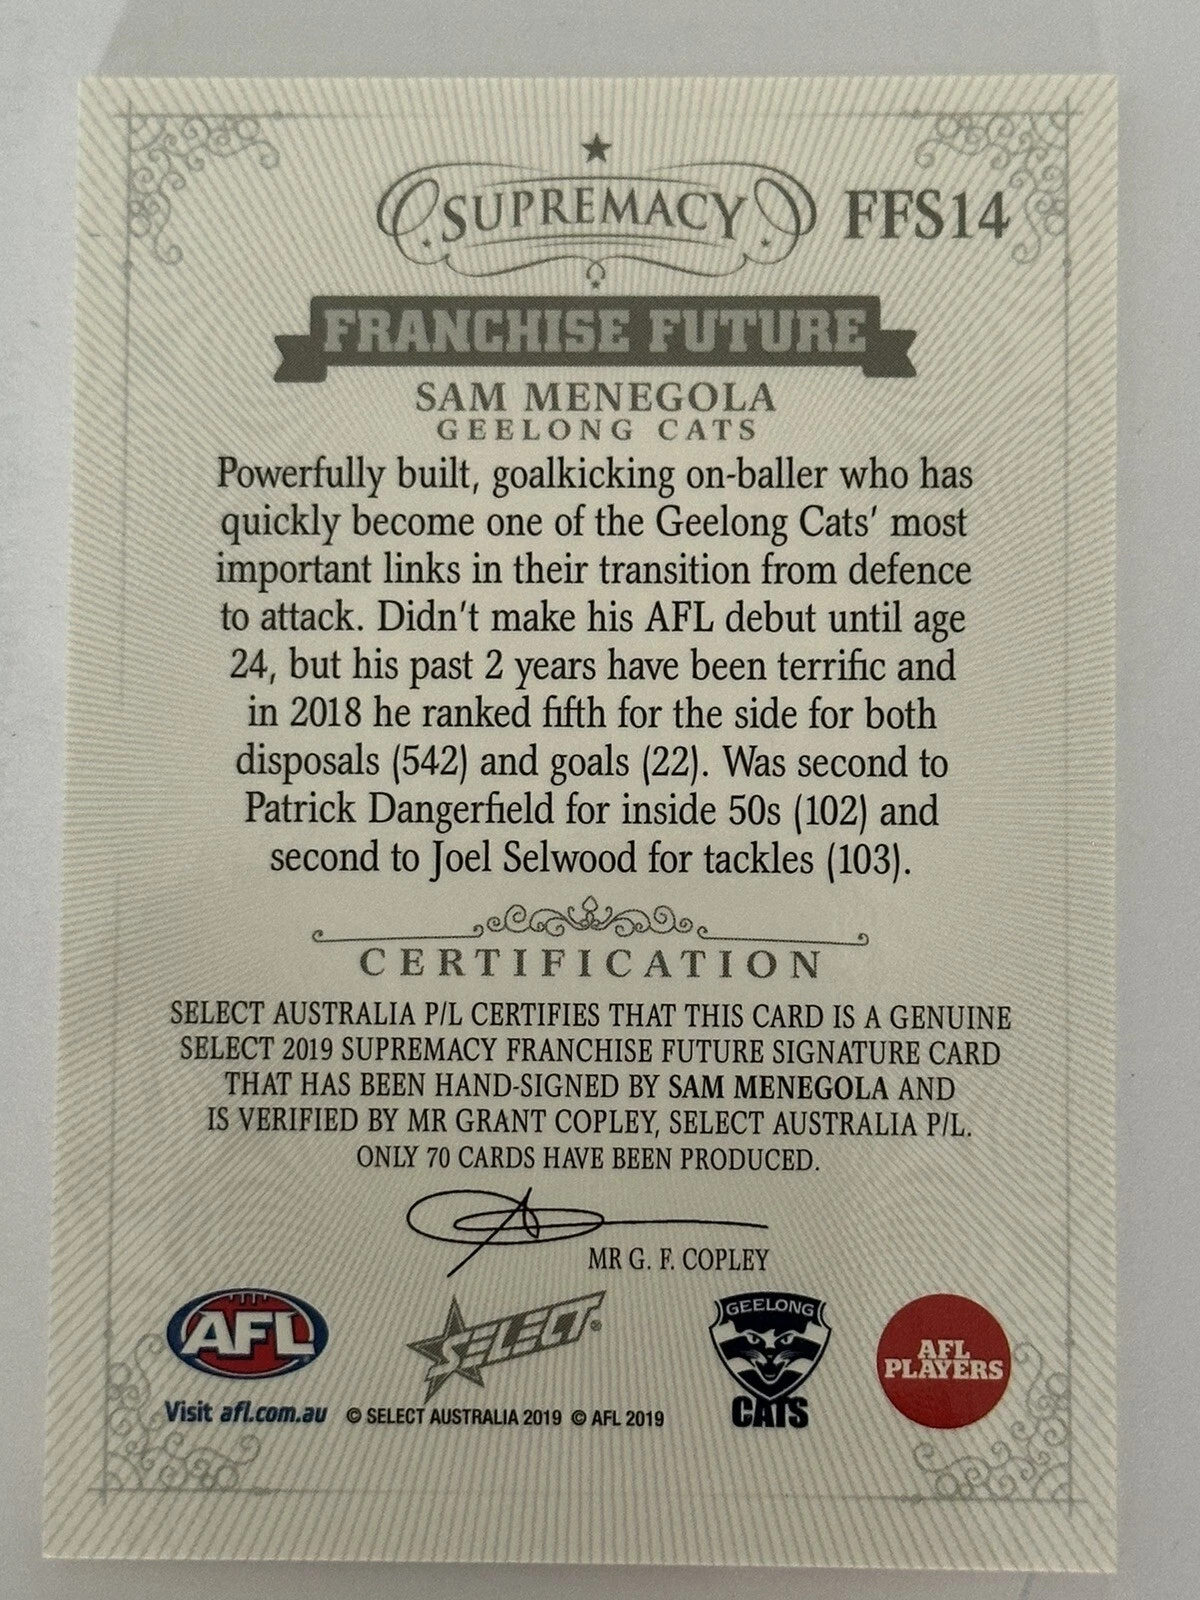 SUPREMACY FFS14
FRANCHISE FUTURE
SAM MENEGOLA
GEELONG CATS
Powerfully built, goalkicking on-baller who has
quickly become one of the Geelong Cats' most
important links in their transition from defence
to attack. Didn't make his AFL debut until age
24, but his past 2 years have been terrific and
in 2018 he ranked fifth for the side for both
disposals (542) and goals (22). Was second to
Patrick Dangerfield for inside 50s (102) and
second to Joel Selwood for tackles (103).
CERTIFICATION
SELECT AUSTRALIA P/L CERTIFIES THAT THIS CARD IS A GENUINE
SELECT 2019 SUPREMACY FRANCHISE FUTURE SIGNATURE CARD
THAT HAS BEEN HAND-SIGNED BY SAM MENEGOLA AND
IS VERIFIED BY MR GRANT COPLEY, SELECT AUSTRALIA P/L.
ONLY 70 CARDS HAVE BEEN PRODUCED.
MR G. F. COPLEY
AFL
Visit afl.com.au
SELECT
© SELECT AUSTRALIA 2019 © AFL 2019
GEELONG
CATS
AFL
PLAYERS